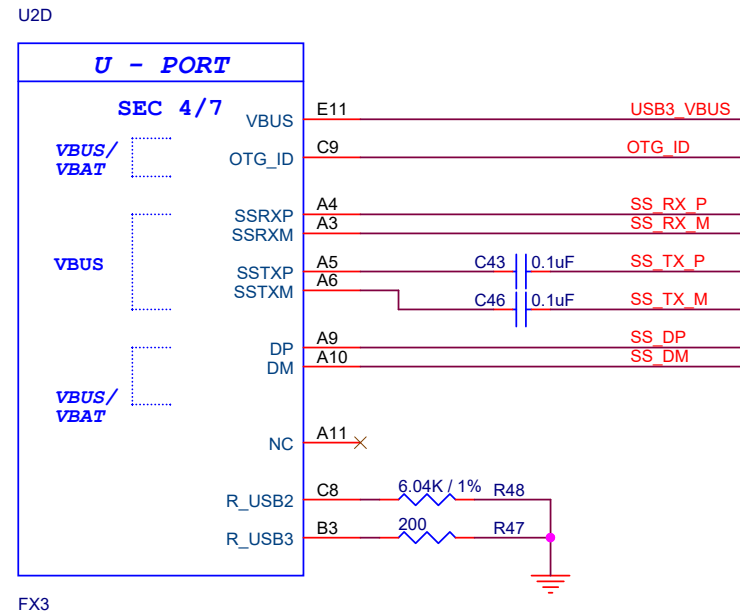 U2D
U - PORT
SEC 4/7
VBUS E11 USB3_VBUS
VBUS/
VBAT
OTG_ID C9 OTG_ID
SSRXP A4 SS_RX_P
SSRXM A3 SS_RX_M
VBUS
SSTXP A5 C43 0.1uF SS_TX_P
SSTXM A6 C46 0.1uF SS_TX_M
DP A9 SS_DP
DM A10 SS_DM
VBUS/
VBAT
NC A11
R_USB2 C8 6.04K / 1% R48
R_USB3 B3 200 R47
FX3